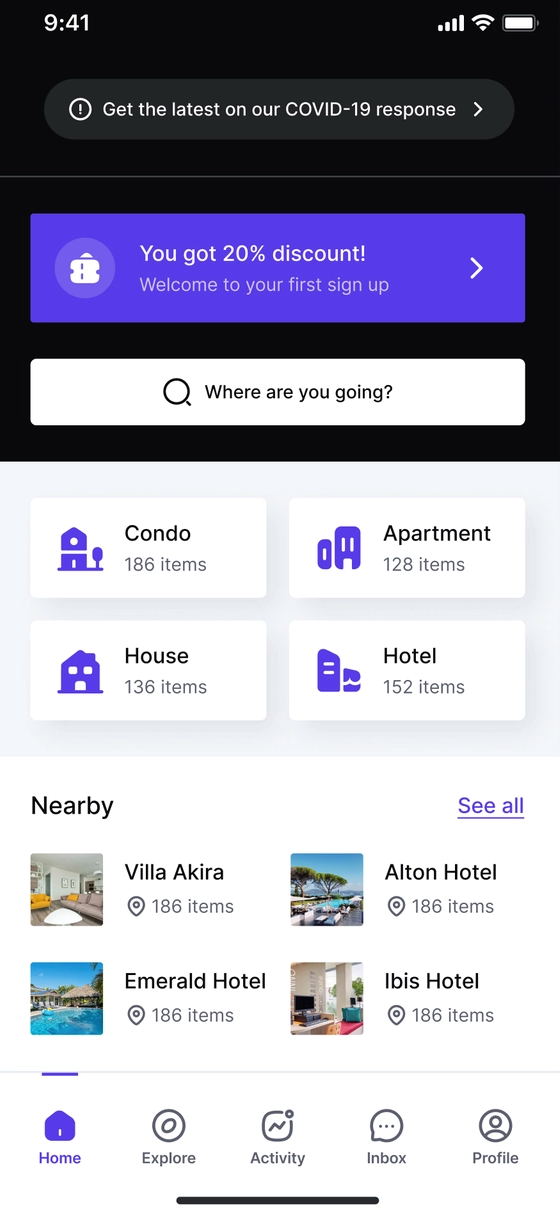 9:41
Get the latest on our COVID-19 response
You got 20% discount!
Welcome to your first sign up
Where are you going?
Condo
186 items
Apartment
128 items
House
136 items
Hotel
152 items
Nearby
See all
Villa Akira
186 items
Alton Hotel
186 items
Emerald Hotel
186 items
Ibis Hotel
186 items
Home
Explore
Activity
Inbox
Profile